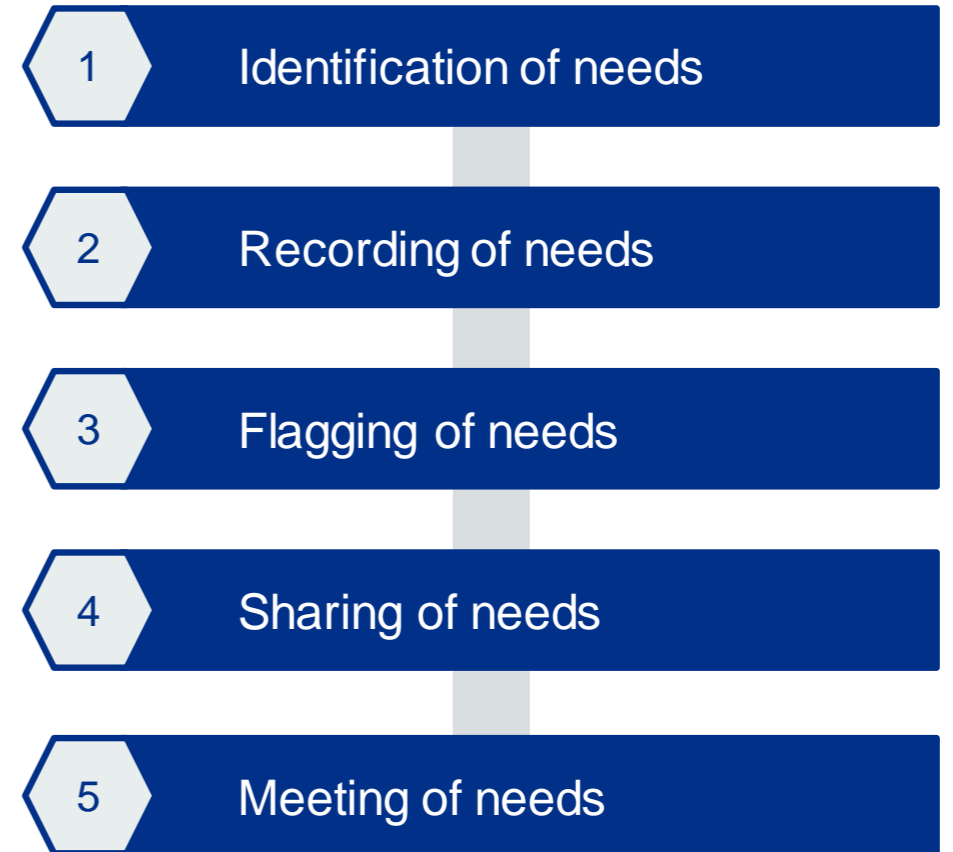 1 Identification of needs
2 Recording of needs
3 Flagging of needs
4 Sharing of needs
5 Meeting of needs